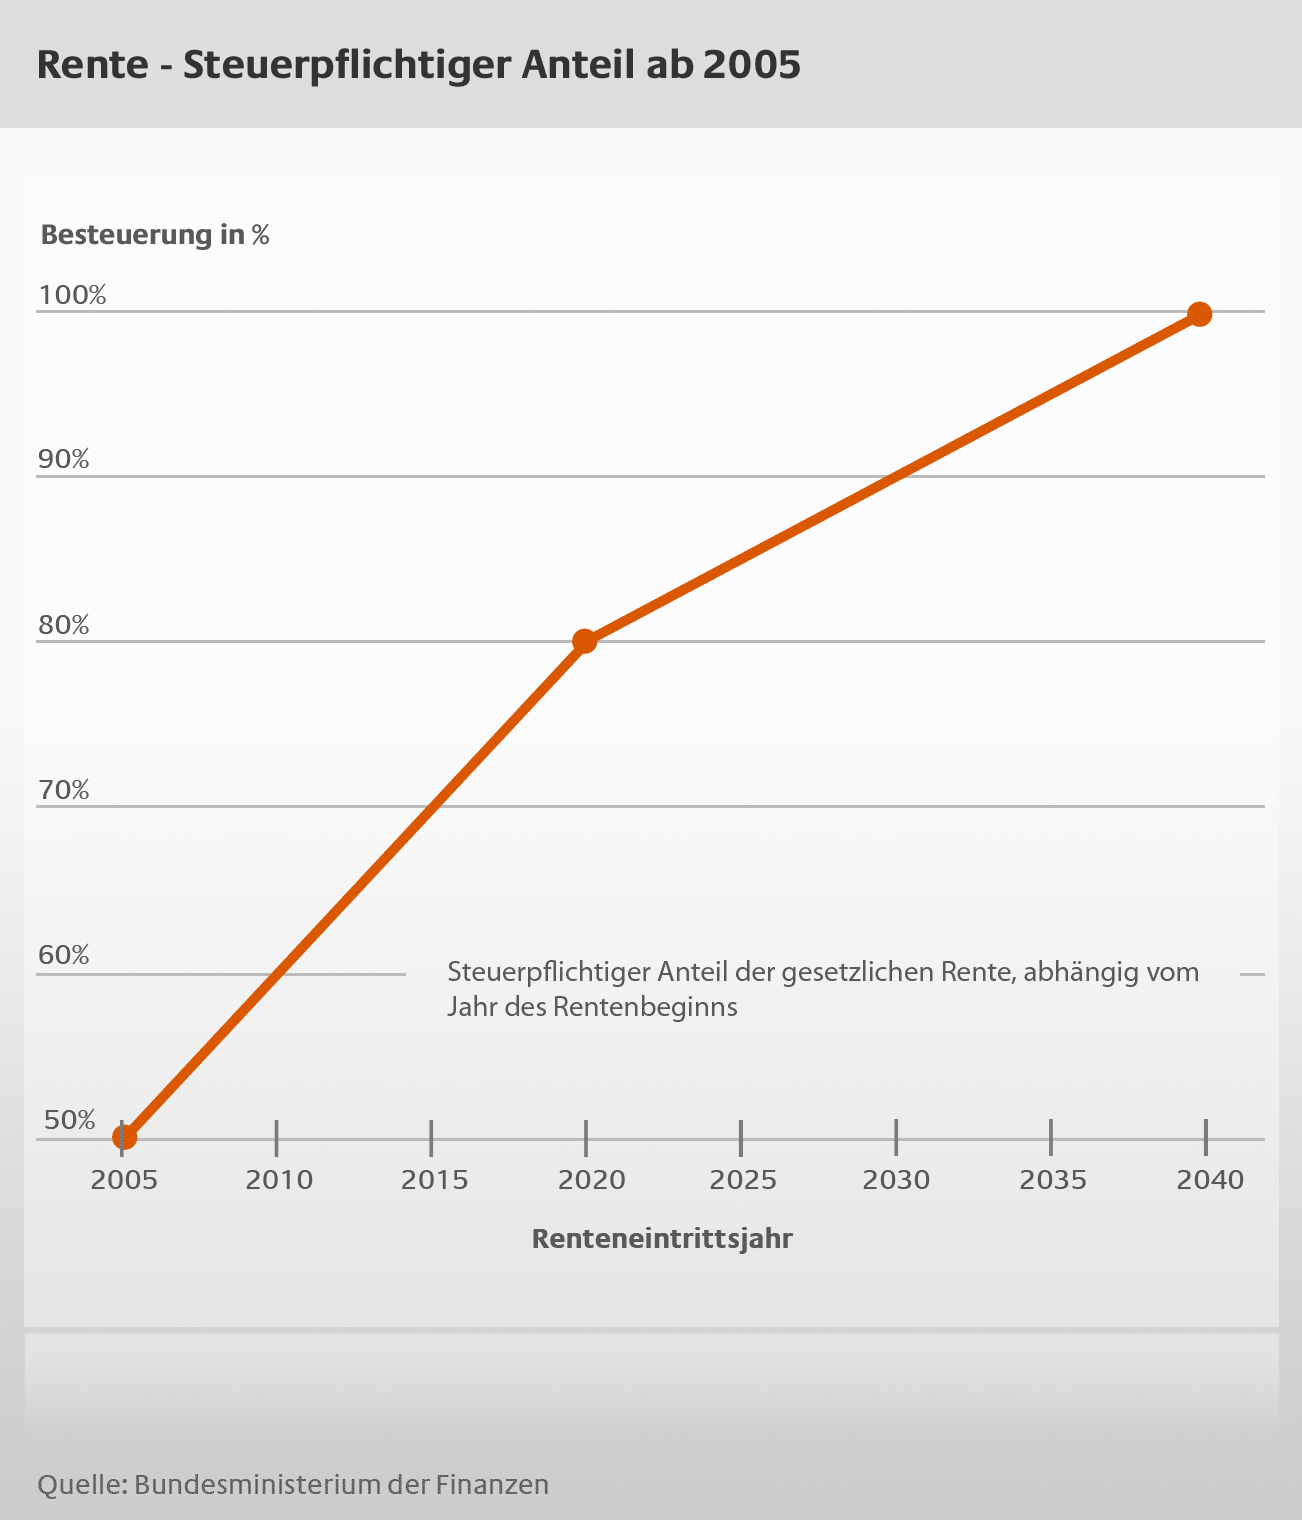 Rente - Steuerpflichtiger Anteil ab 2005
Besteuerung in %
100%
90%
80%
70%
60%
Steuerpflichtiger Anteil der gesetzlichen Rente, abhängig vom
Jahr des Rentenbeginns
50%
2005 2010 2015 2020 2025 2030 2035 2040
Renteneintrittsjahr
Quelle: Bundesministerium der Finanzen